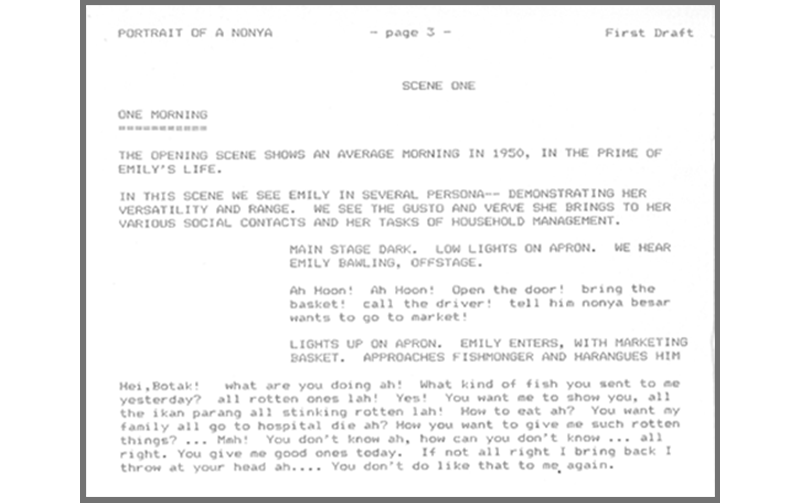 PORTRAIT OF A NONYA - page 3 - First Draft
SCENE ONE
ONE MORNING
===========
THE OPENING SCENE SHOWS AN AVERAGE MORNING IN 1950, IN THE PRIME OF
EMILY'S LIFE.
IN THIS SCENE WE SEE EMILY IN SEVERAL PERSONA-- DEMONSTRATING HER
VERSATILITY AND RANGE. WE SEE THE GUSTO AND VERVE SHE BRINGS TO HER
VARIOUS SOCIAL CONTACTS AND HER TASKS OF HOUSEHOLD MANAGEMENT.
MAIN STAGE DARK. LOW LIGHTS ON APRON. WE HEAR
EMILY BAWLING, OFFSTAGE.
Ah Hoon! Ah Hoon! Open the door! bring the
basket! call the driver! tell him nonya besar
wants to go to market!
LIGHTS UP ON APRON. EMILY ENTERS, WITH MARKETING
BASKET. APPROACHES FISHMONGER AND HARANGUES HIM
Hei,Botak! what are you doing ah! What kind of fish you sent to me
yesterday? all rotten ones lah! Yes! You want me to show you, all
the ikan parang all stinking rotten lah! How to eat ah? You want my
family all go to hospital die ah? How you want to give me such rotten
things? ... Mmh! You don't know ah, how can you don't know ... all
right. You give me good ones today. If not all right I bring back I
throw at your head ah.... You don't do like that to me again.